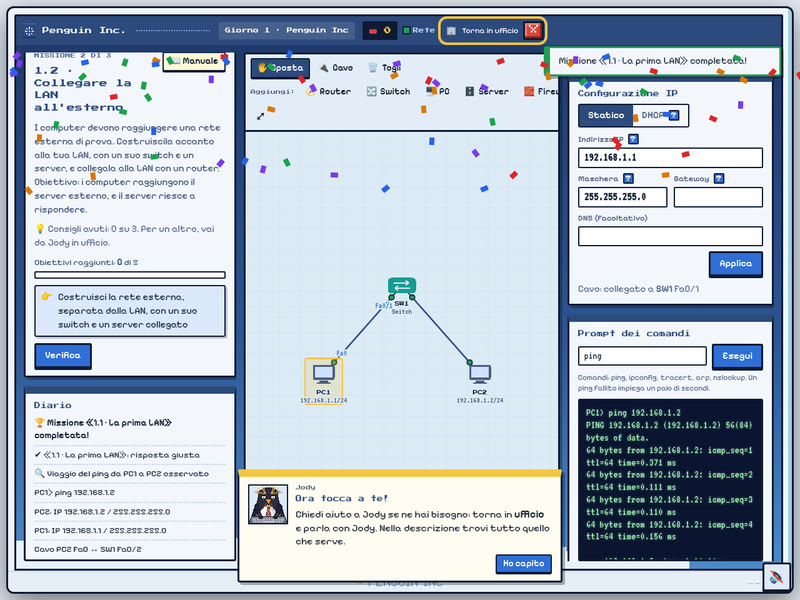 Penguin Inc.
Giorno 1 · Penguin Inc
0
Rete
Torna in ufficio
Missione «1.1 · La prima LAN» completata!
MISSIONE 2 DI 3
Manuale
1.2 ·
Collegare la
LAN
all'esterno
I computer devono raggiungere una rete
esterna di prova. Costruiscila accanto
alla tua LAN, con un suo switch e un
server, e collegala alla LAN con un router.
Obiettivo: i computer raggiungono il
server esterno, e il server riesce a
rispondere.
Consigli avuti: 0 su 3. Per un altro, vai
da Jody in ufficio.
Obiettivi raggiunti: 0 di 5
Costruisci la rete esterna,
separata dalla LAN, con un suo
switch e un server collegato
Verifica
Diario
Missione «1.1 · La prima LAN»
completata!
✔ «1.1 · La prima LAN»: risposta giusta
Viaggio del ping da PC1 a PC2 osservato
PC1> ping 192.168.1.2
PC2: IP 192.168.1.2 / 255.255.255.0
PC1: IP 192.168.1.1 / 255.255.255.0
Cavo PC2 Fa0 ↔ SW1 Fa0/2
Sposta
Cavo
Togli
Aggiungi:
Router
Switch
PC
Server
Firew
Fa0/1
SW1
Switch
Fa0
PC1
192.168.1.1/24
PC2
192.168.1.2/24
Jody
Ora tocca a te!
Chiedi aiuto a Jody se ne hai bisogno: torna in ufficio
e parla con Jody. Nella descrizione trovi tutto quello
che serve.
Ho capito
PENGUIN INC
Configurazione IP
Statico
DHCP
?
Indirizzo IP ?
192.168.1.1
Maschera ?
Gateway ?
255.255.255.0
DNS (facoltativo)
Applica
Cavo: collegato a SW1 Fa0/1
Prompt dei comandi
ping
Esegui
Comandi: ping, ipconfig, tracert, arp, nslookup. Un
ping fallito impiega un paio di secondi.
PC1> ping 192.168.1.2
PING 192.168.1.2 (192.168.1.2) 56(84)
bytes of data.
64 bytes from 192.168.1.2: icmp_seq=1
ttl=64 time=0.371 ms
64 bytes from 192.168.1.2: icmp_seq=2
ttl=64 time=0.111 ms
64 bytes from 192.168.1.2: icmp_seq=3
ttl=64 time=0.110 ms
64 bytes from 192.168.1.2: icmp_seq=4
ttl=64 time=0.156 ms